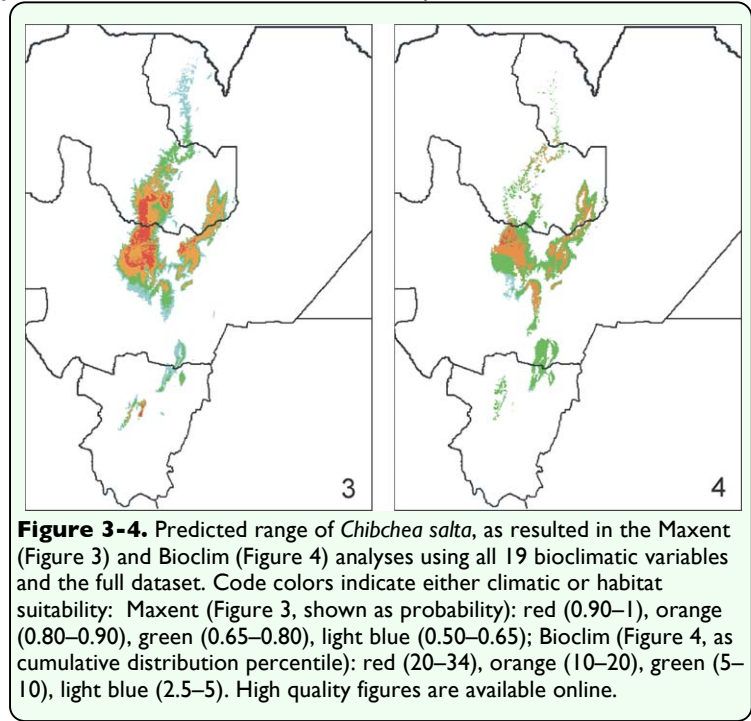 3
4
Figure 3-4. Predicted range of Chibchea salta, as resulted in the Maxent
(Figure 3) and Bioclim (Figure 4) analyses using all 19 bioclimatic variables
and the full dataset. Code colors indicate either climatic or habitat
suitability: Maxent (Figure 3, shown as probability): red (0.90–1), orange
(0.80–0.90), green (0.65–0.80), light blue (0.50–0.65); Bioclim (Figure 4, as
cumulative distribution percentile): red (20–34), orange (10–20), green (5–
10), light blue (2.5–5). High quality figures are available online.